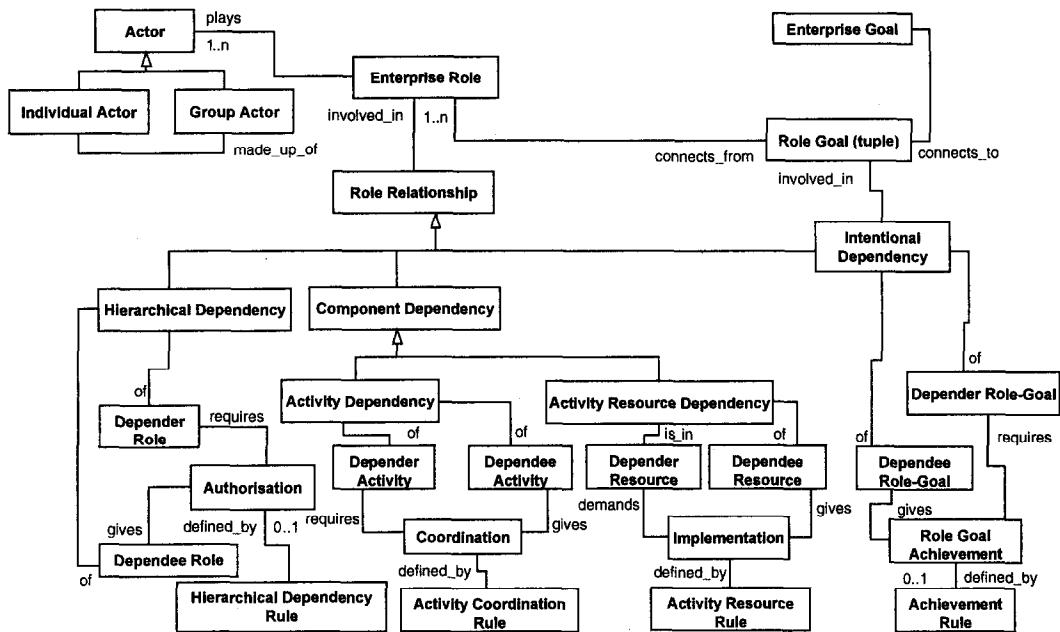 plays
Actor
Enterprise Goal
1..n
Enterprise Role
Individual Actor
Group Actor
involved_in
1..n
Role Goal (tuple)
made_up_of
connects_from
connects_to
involved_in
Role Relationship
Intentional
Dependency
Hierarchical Dependency
Component Dependency
of
Activity Dependency
Activity Resource Dependency
Depender Role-Goal
of
requires
Depender
Role
of
of
is_in
of
of
requires
Depender
Activity
Dependee
Activity
Depender
Resource
Dependee
Resource
Dependee
Role-Goal
Authorisation
gives
defined_by
0..1
requires
gives
demands
gives
gives
Coordination
Implementation
Role Goal
Achievement
Dependee Role
of
defined_by
defined_by
0..1
defined_by
Hierarchical Dependency
Rule
Activity Coordination
Rule
Activity Resource Rule
Achievement
Rule